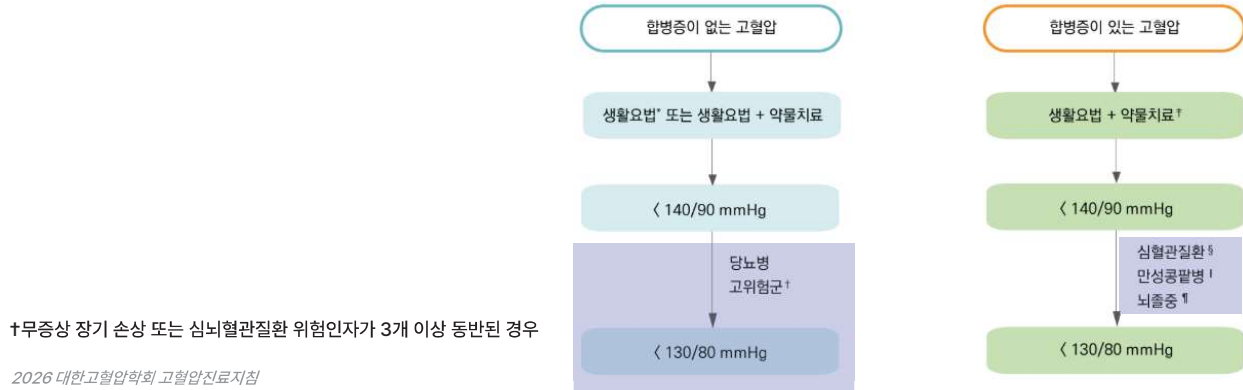 합병증이 없는 고혈압
생활요법* 또는 생활요법 + 약물치료
< 140/90 mmHg
당뇨병
고위험군†
< 130/80 mmHg
합병증이 있는 고혈압
생활요법 + 약물치료‡
< 140/90 mmHg
심혈관질환§
만성콩팥병ǀ
뇌졸중¶
< 130/80 mmHg
†무증상 장기 손상 또는 심뇌혈관질환 위험인자가 3개 이상 동반된 경우
2026 대한고혈압학회 고혈압진료지침